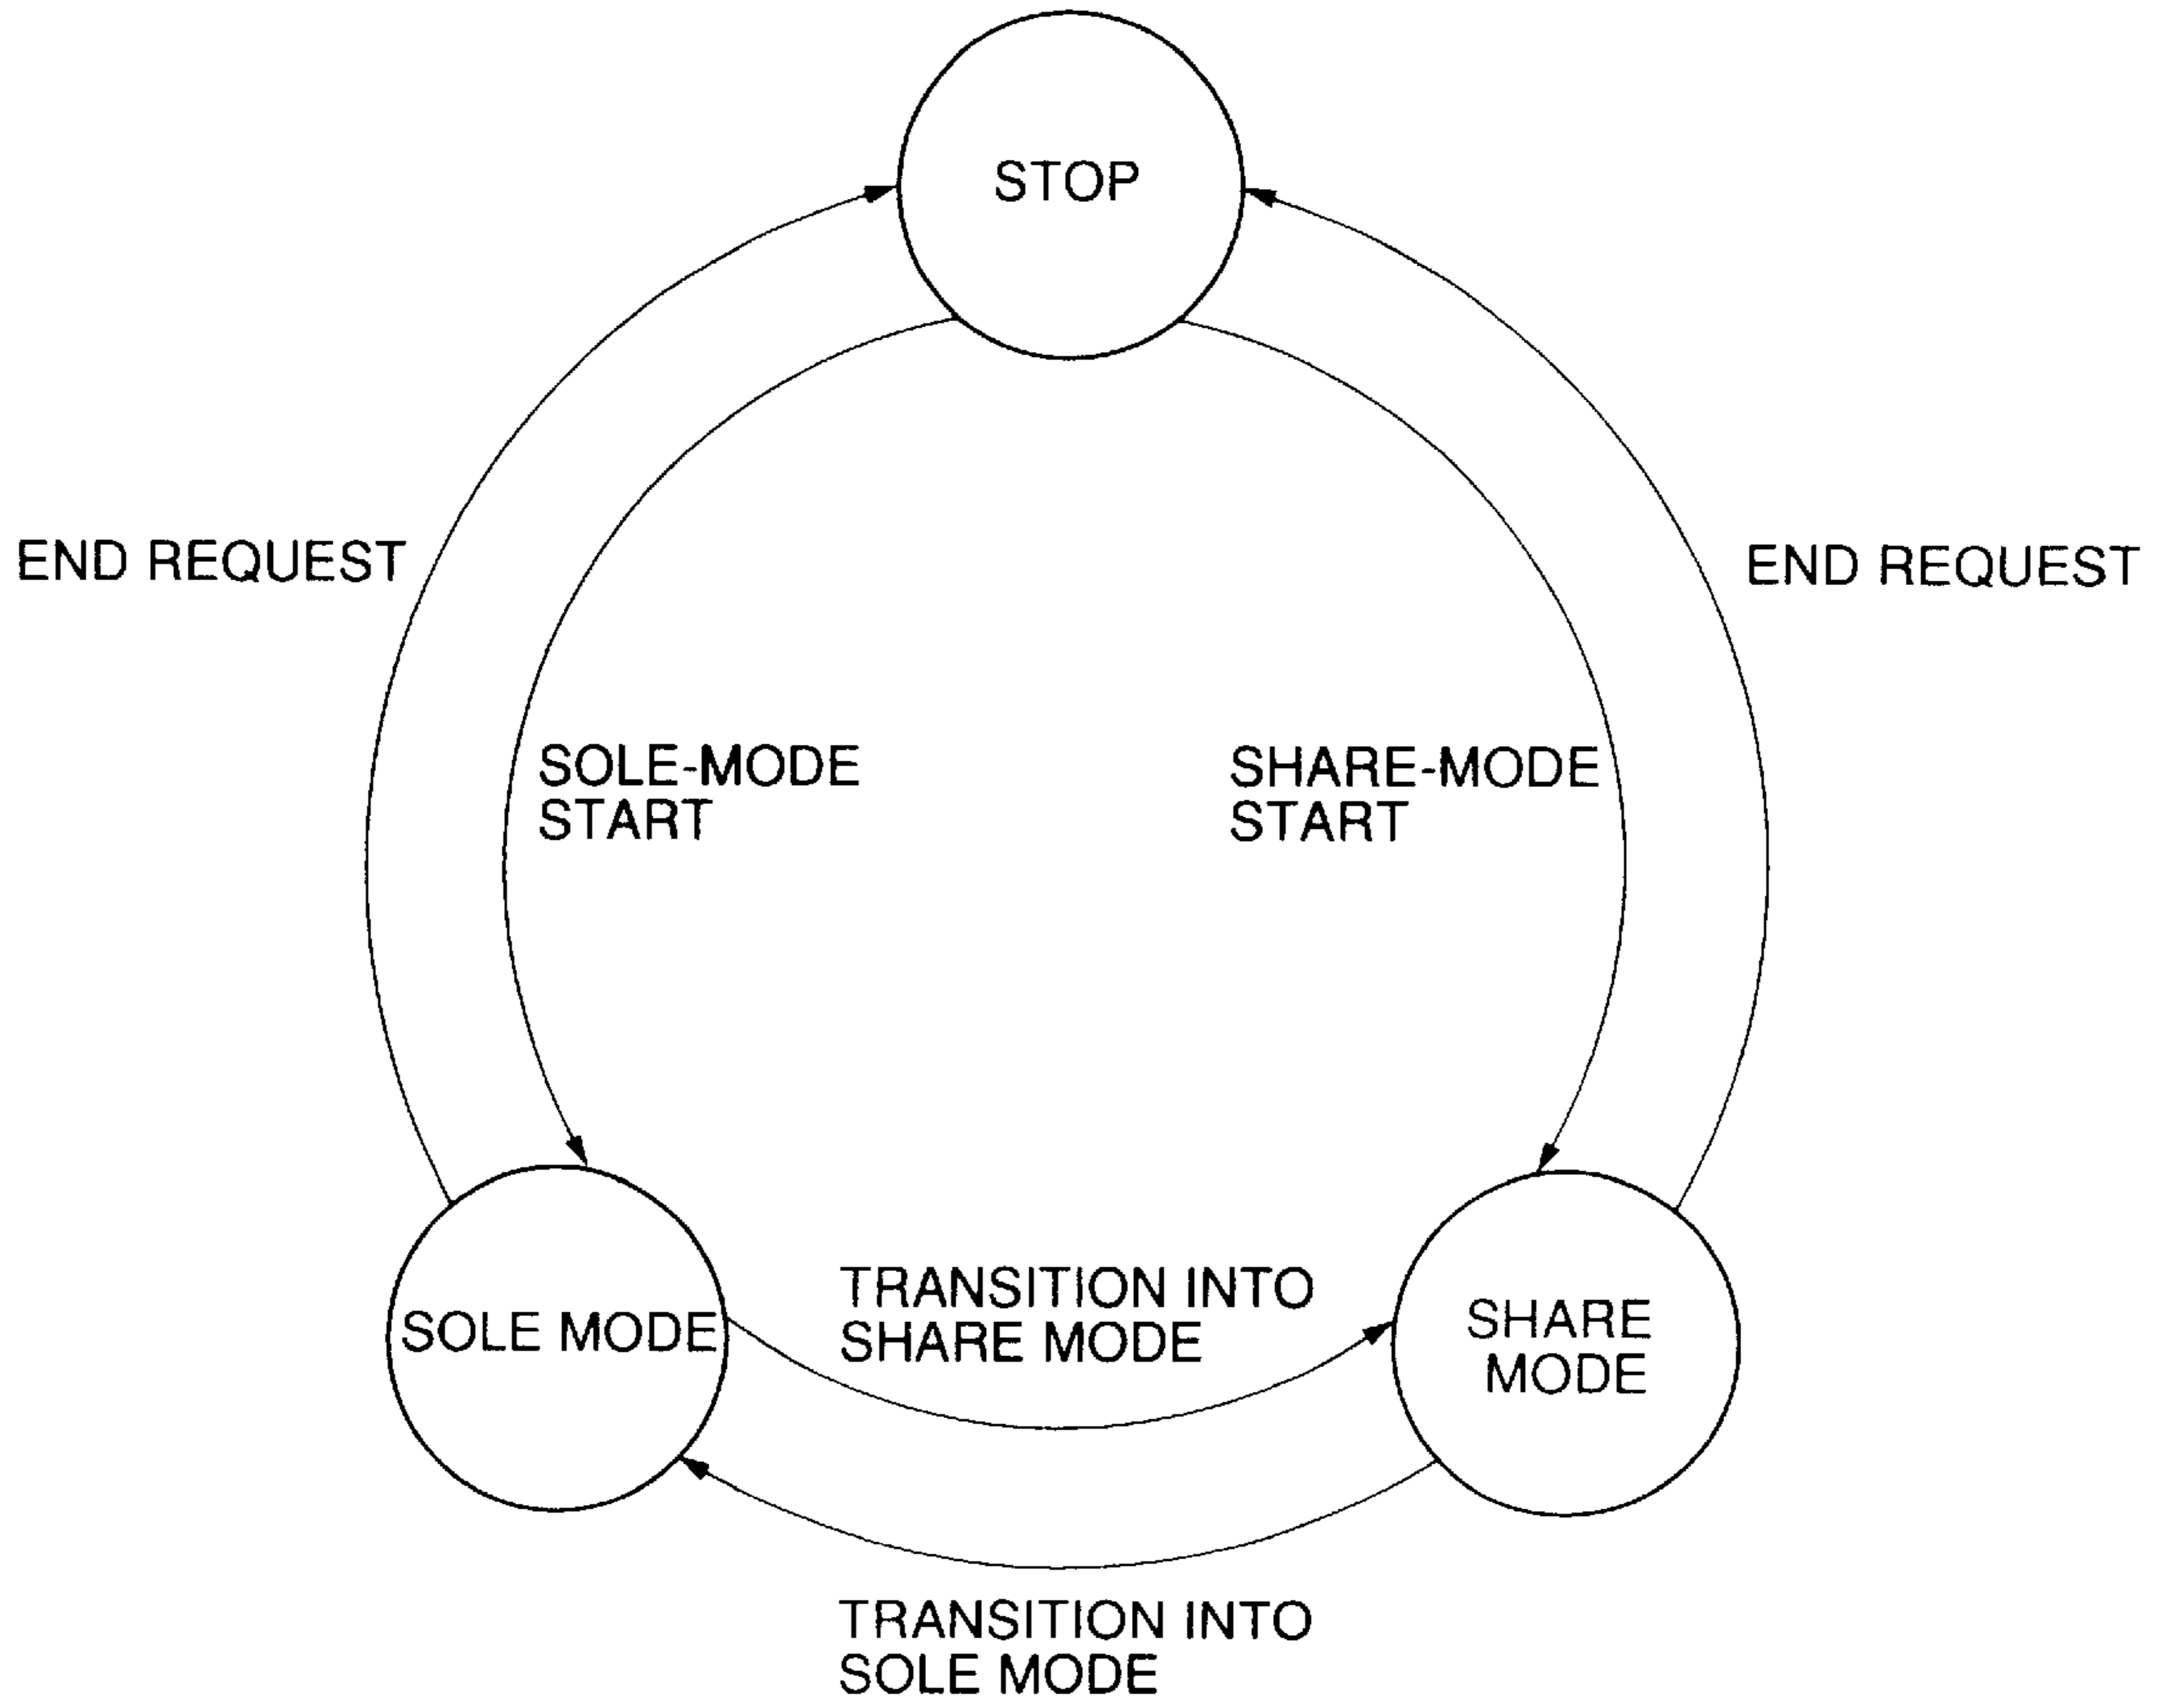 STOP
END REQUEST
END REQUEST
SOLE-MODE
START
SHARE-MODE
START
TRANSITION INTO
SHARE MODE
SOLE MODE
SHARE
MODE
TRANSITION INTO
SOLE MODE